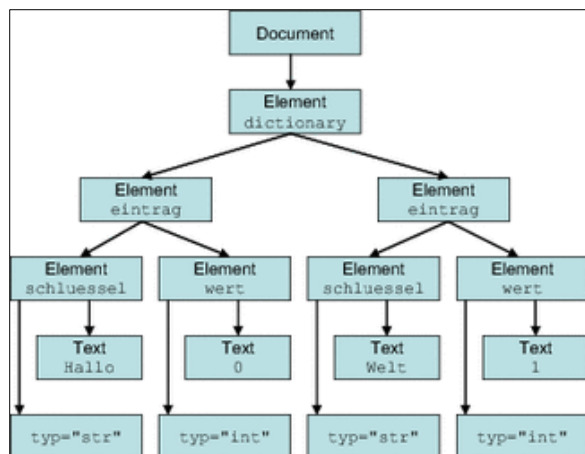 Document
Element
dictionary
Element
eintrag
Element
eintrag
Element
schluessel
Element
wert
Element
schluessel
Element
wert
Text
Hallo
Text
0
Text
Welt
Text
1
typ="str"
typ="int"
typ="str"
typ="int"